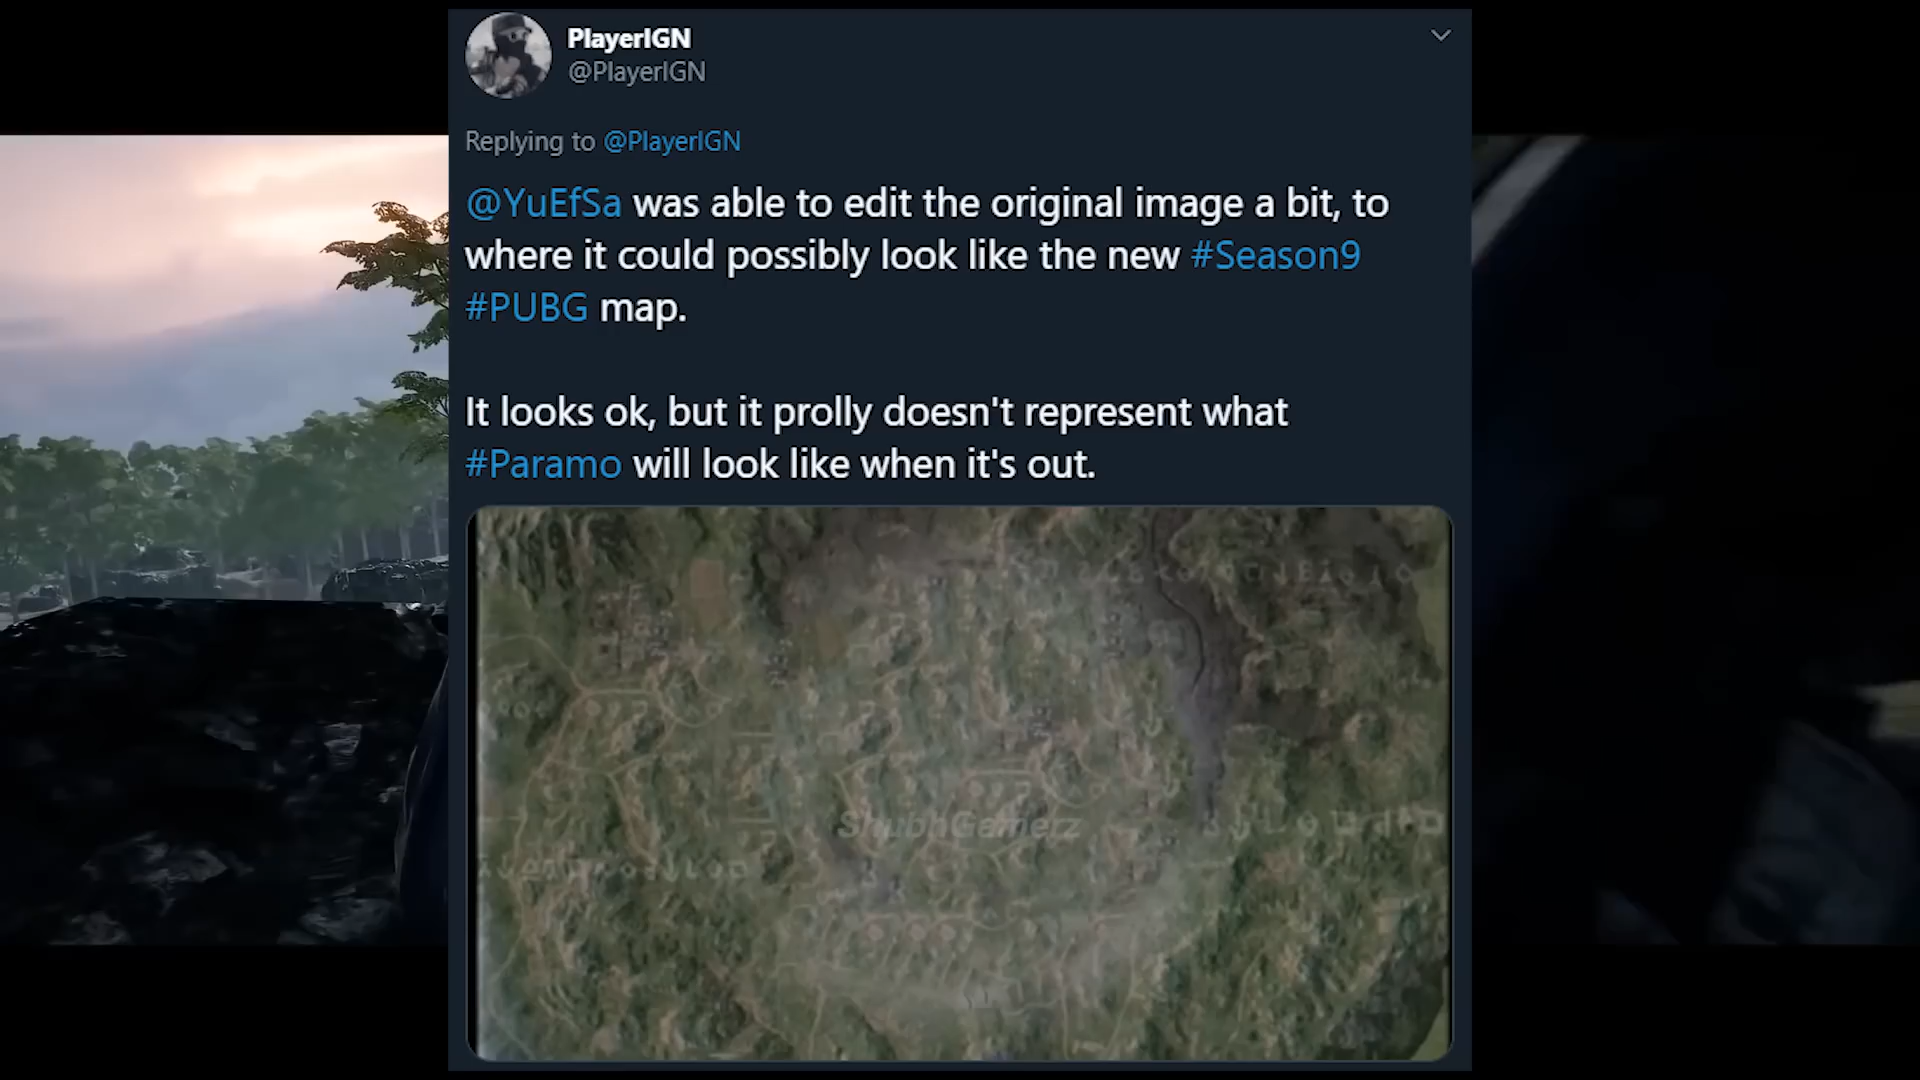 PlayerIGN
@PlayerIGN
Replying to @PlayerIGN
@YuEfSa was able to edit the original image a bit, to
where it could possibly look like the new #Season9
#PUBG map.
It looks ok, but it prolly doesn't represent what
#Paramo will look like when it's out.
ShubhGamerz